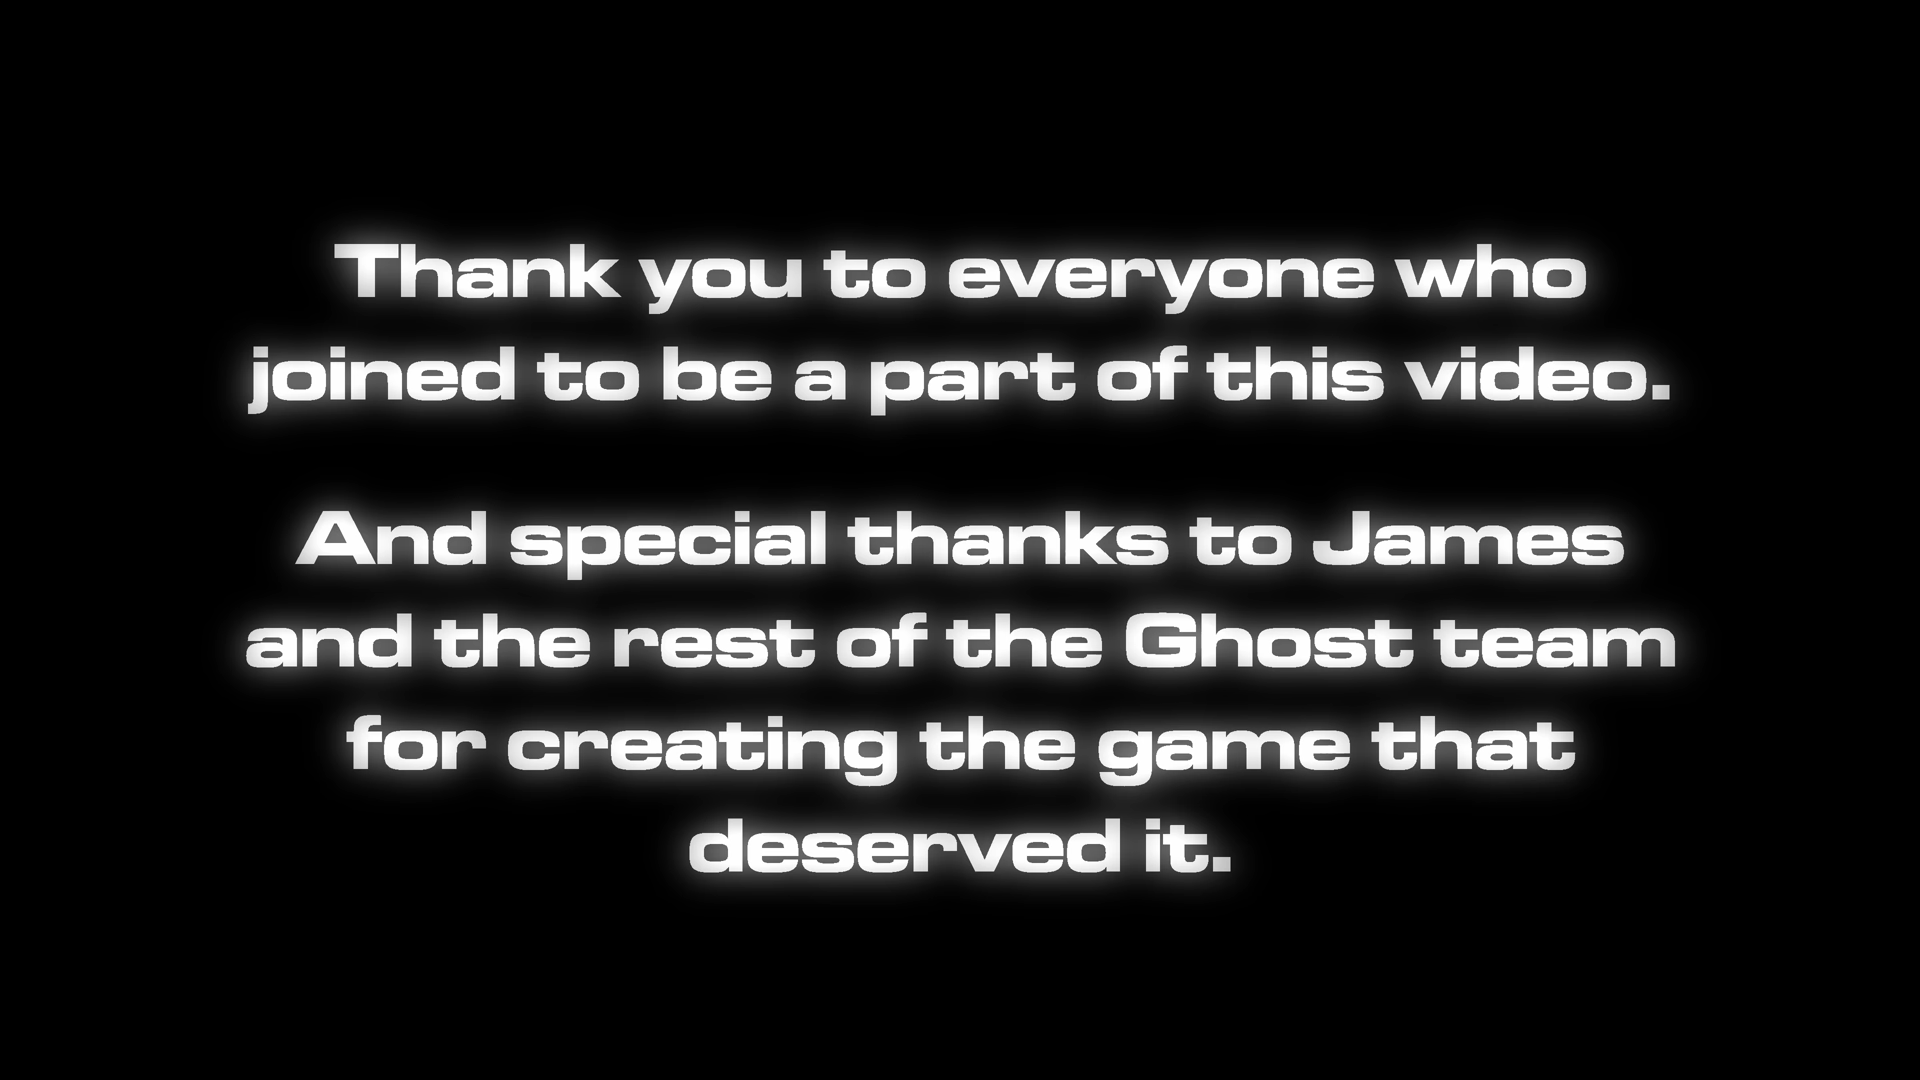 Thank you to everyone who
joined to be a part of this video.
And special thanks to James
and the rest of the Ghost team
for creating the game that
deserved it.